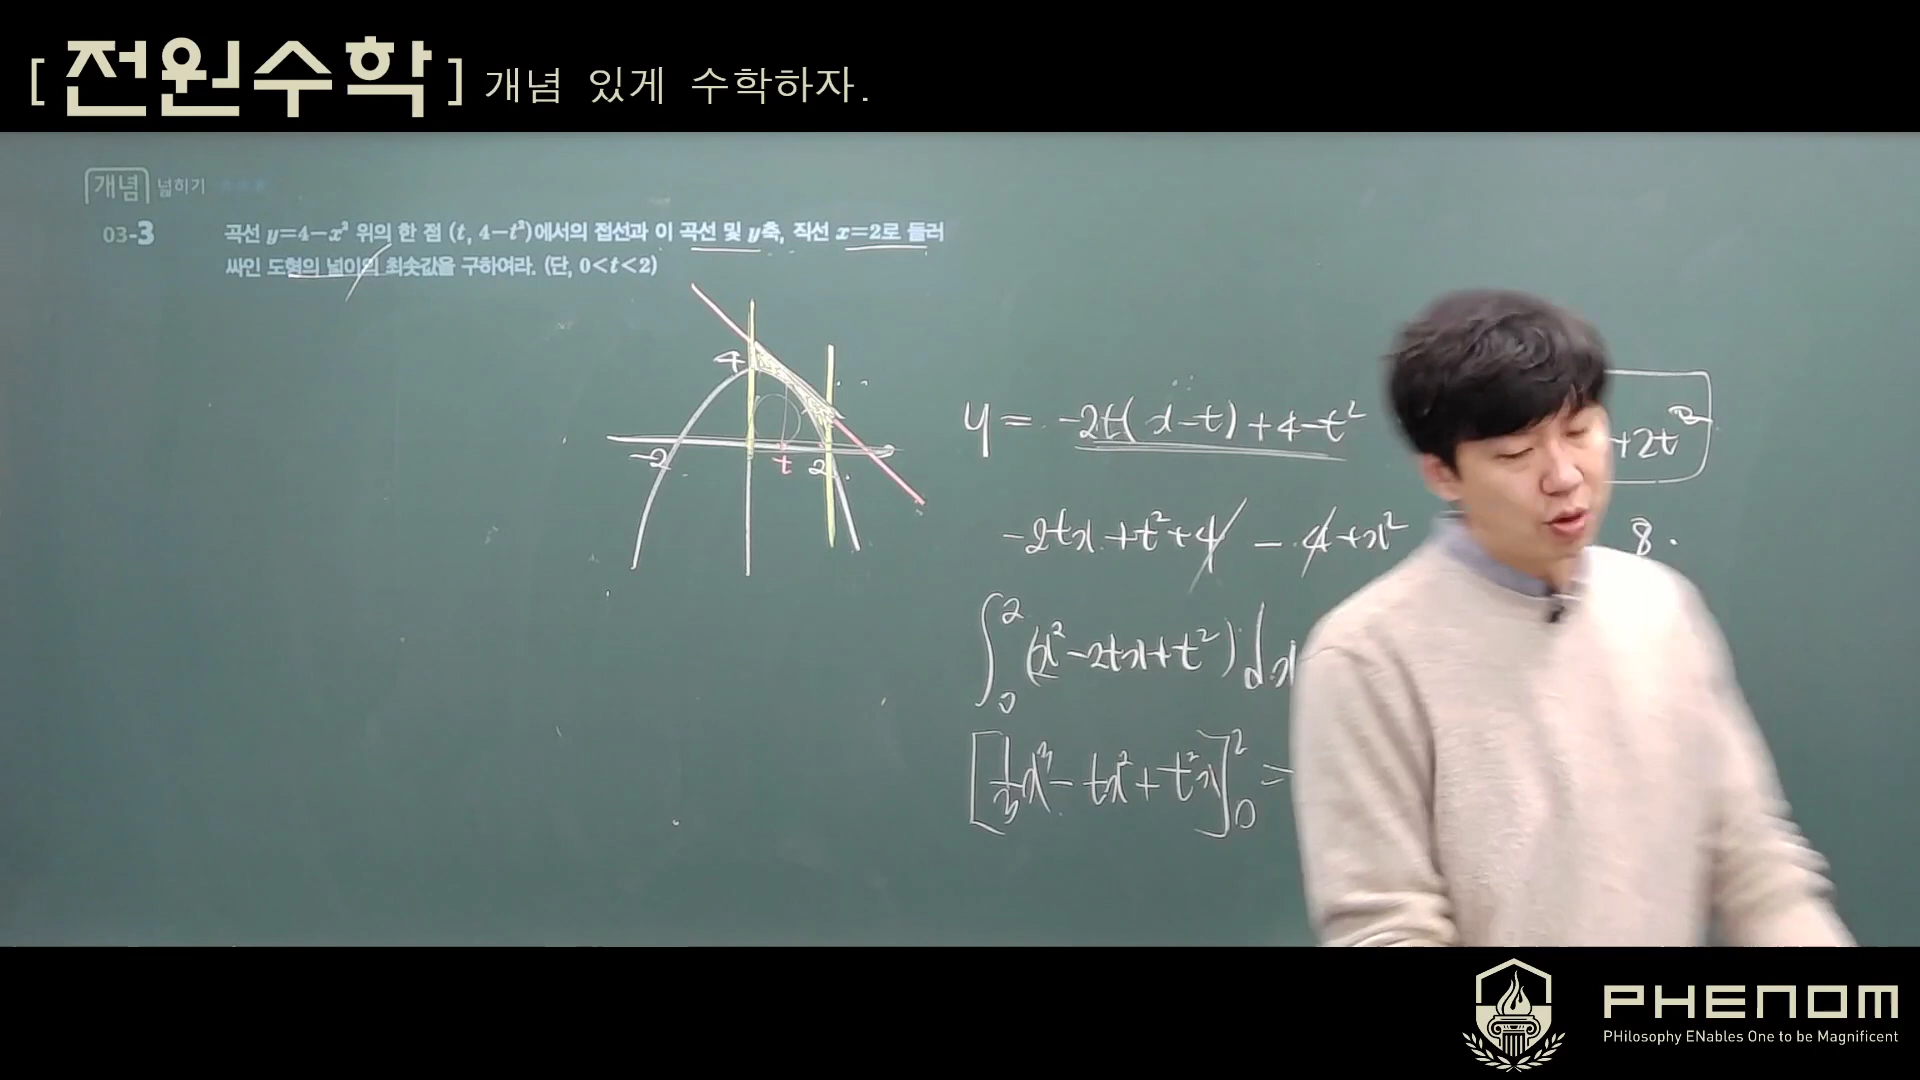 [전원수학] 개념 있게 수학하자.
개념 넓히기
03-3 곡선 y=4-x² 위의 한 점 (t, 4-t²)에서의 접선과 이 곡선 및 y축, 직선 x=2로 둘러
싸인 도형의 넓이의 최솟값을 구하여라. (단, 0<t<2)
4
-2 t 2
y = -2t(x-t)+4-t²
+2t²
-2tx+t²+4 - 4+x²
8.
∫₀² (x²-2tx+t²)dx
[⅓x³-tx²+t²x]₀² =
PHENOM
PHilosophy ENables One to be Magnificent